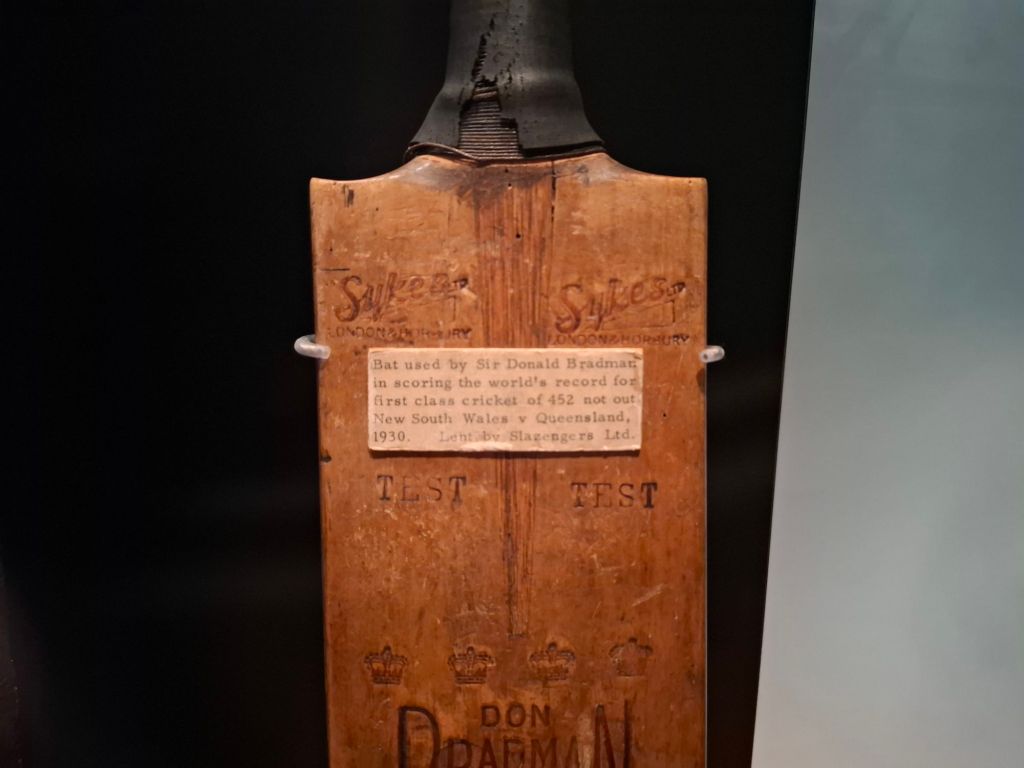 Sykes Sykes
LONDON & HORBURY LONDON & HORBURY
Bat used by Sir Donald Bradman
in scoring the world's record for
first class cricket of 452 not out
New South Wales v Queensland,
1930. Lent by Slazengers Ltd.
TEST TEST
DON
BRADMAN